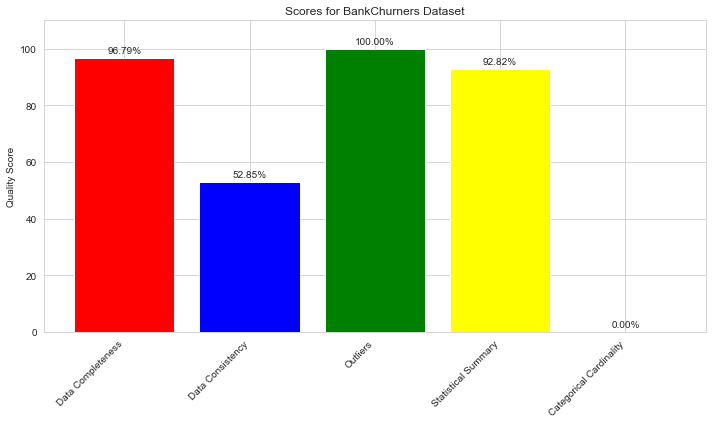 Scores for BankChurners Dataset
Quality Score
100
80
60
40
20
0
96.79%
52.85%
100.00%
92.82%
0.00%
Data Completeness
Data Consistency
Outliers
Statistical Summary
Categorical Cardinality